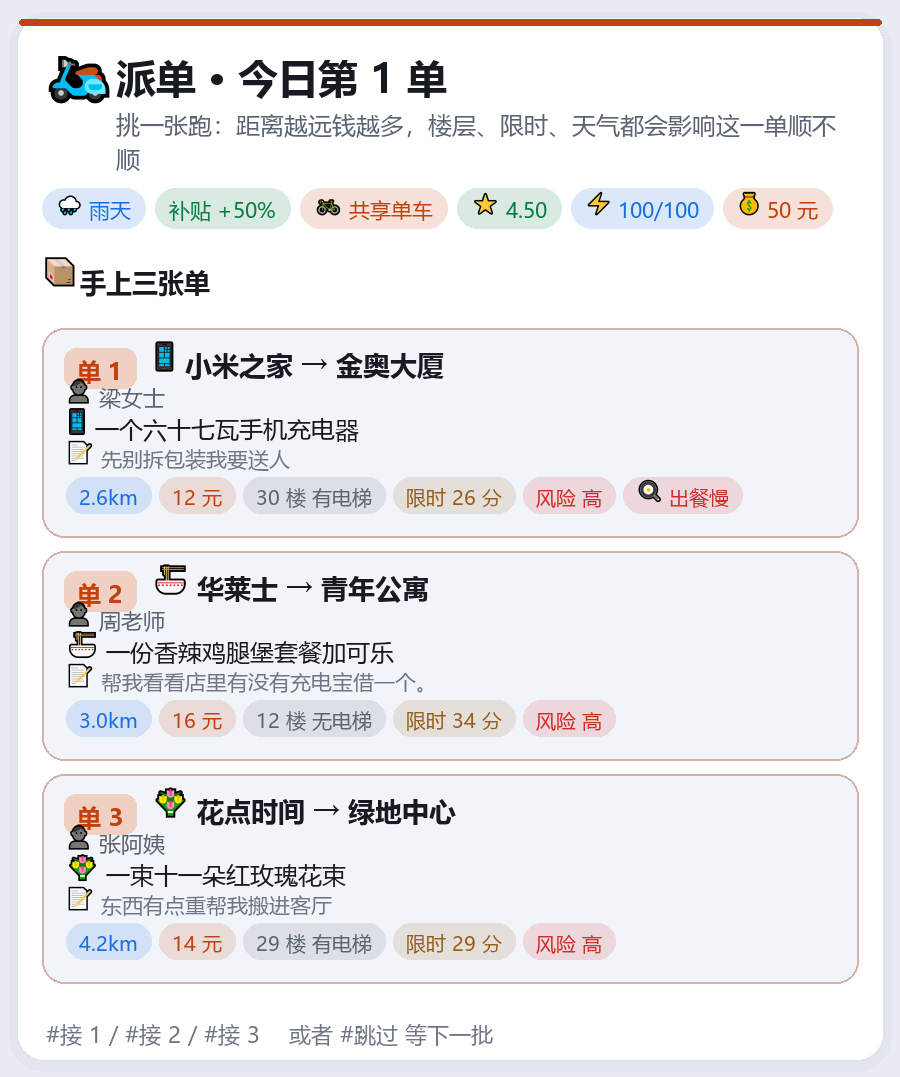 派单 • 今日第 1 单
挑一张跑：距离越远钱越多，楼层、限时、天气都会影响这一单顺不
顺
雨天 补贴 +50% 共享单车 4.50 100/100 50 元
手上三张单
单 1 小米之家 → 金奥大厦
梁女士
一个六十七瓦手机充电器
先别拆包装我要送人
2.6km 12 元 30 楼 有电梯 限时 26 分 风险 高 出餐慢
单 2 华莱士 → 青年公寓
周老师
一份香辣鸡腿堡套餐加可乐
帮我看看店里有没有充电宝借一个。
3.0km 16 元 12 楼 无电梯 限时 34 分 风险 高
单 3 花点时间 → 绿地中心
张阿姨
一束十一朵红玫瑰花束
东西有点重帮我搬进客厅
4.2km 14 元 29 楼 有电梯 限时 29 分 风险 高
#接 1 / #接 2 / #接 3 或者 #跳过 等下一批